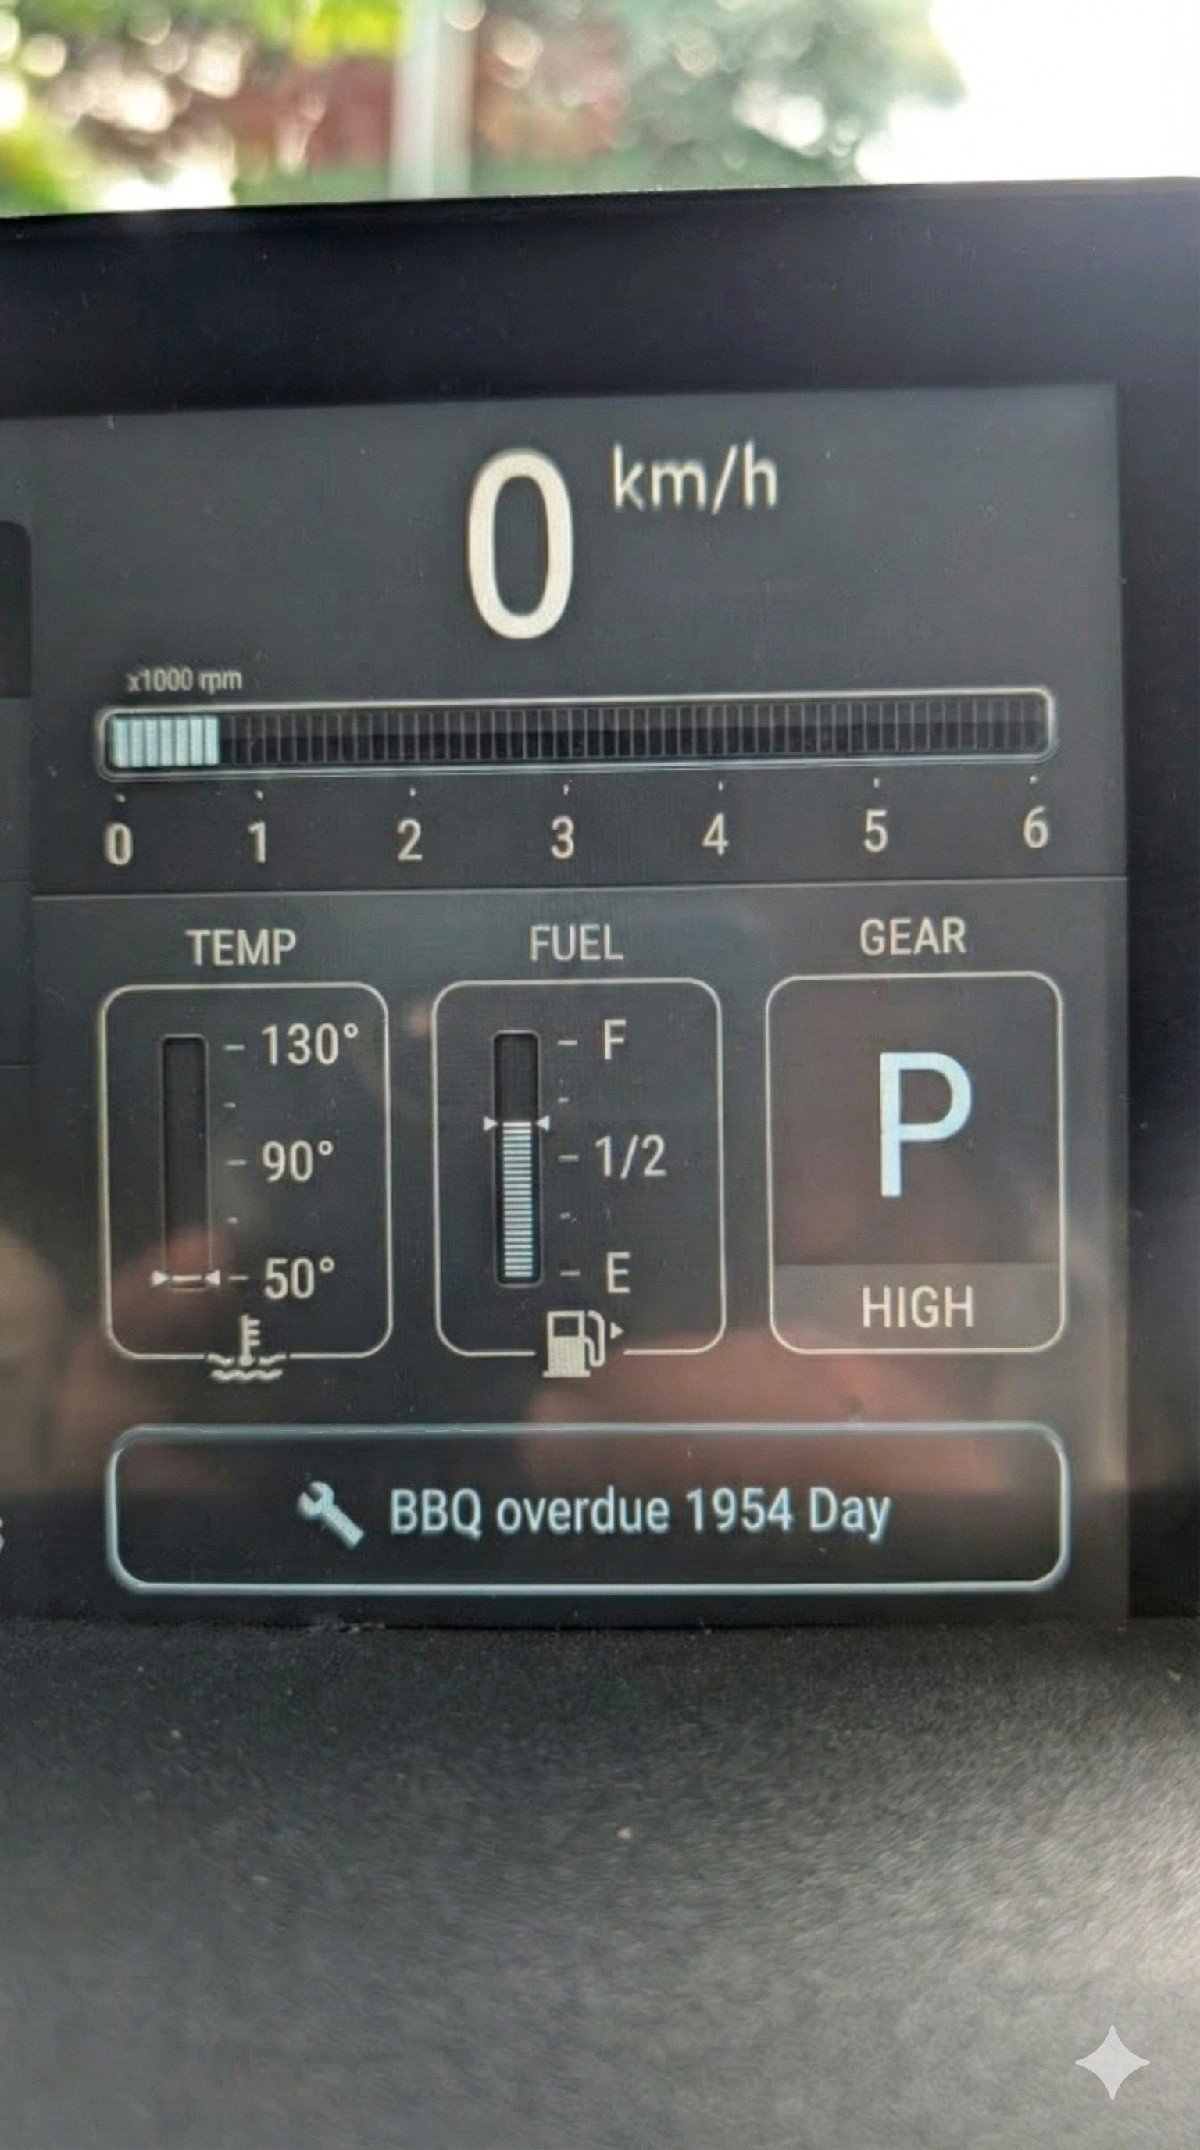 0 km/h
x1000 rpm
0 1 2 3 4 5 6
TEMP FUEL GEAR
130° F
P
90° 1/2
50° E
HIGH
BBQ overdue 1954 Day